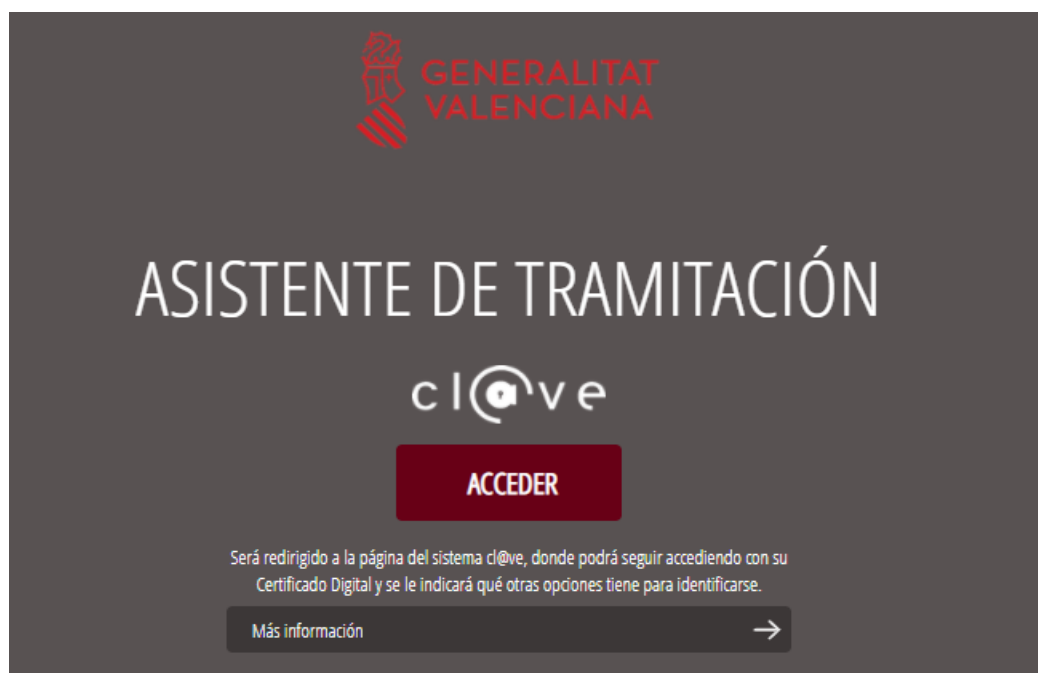 GENERALITAT
VALENCIANA
ASISTENTE DE TRAMITACIÓN
cl@ve
ACCEDER
Será redirigido a la página del sistema cl@ve, donde podrá seguir accediendo con su
Certificado Digital y se le indicará qué otras opciones tiene para identificarse.
Más información